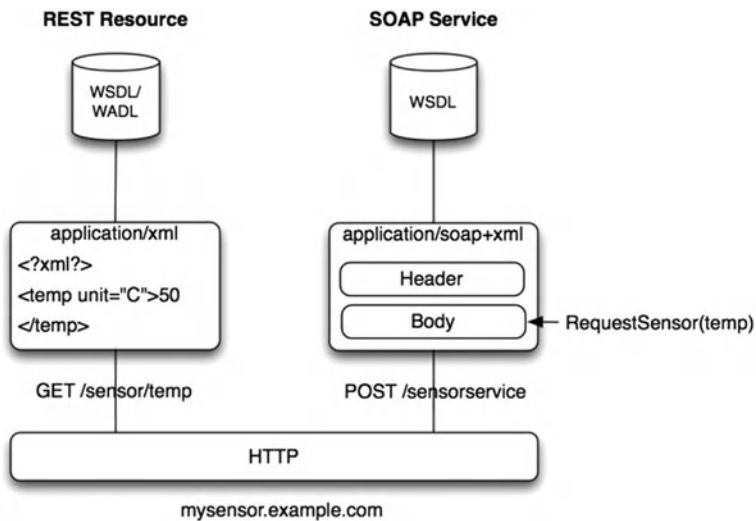 REST Resource
SOAP Service
WSDL/
WADL
WSDL
application/xml
<?xml?>
<temp unit="C">50
</temp>
application/soap+xml
Header
Body
RequestSensor(temp)
GET /sensor/temp
POST /sensorservice
HTTP
mysensor.example.com